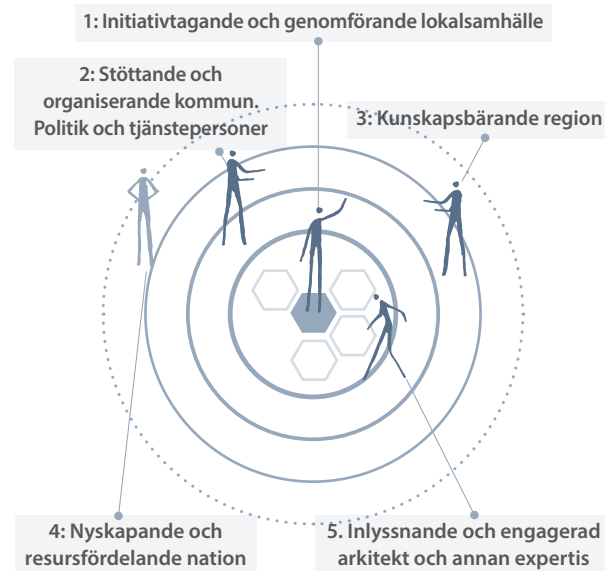 1: Initiativtagande och genomförande lokalsamhälle
2: Stöttande och
organiserande kommun.
Politik och tjänstepersoner
3: Kunskapsbärande region
4: Nyskapande och
resursfördelande nation
5. Inlyssnande och engagerad
arkitekt och annan expertis